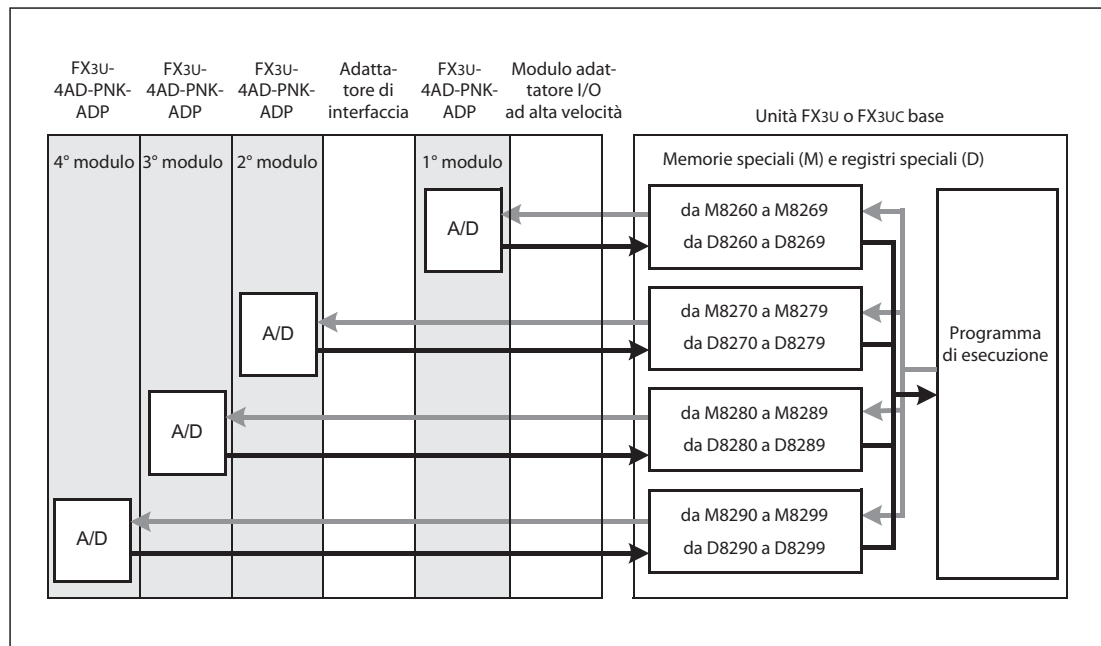 FX3U-
4AD-PNK-
ADP
FX3U-
4AD-PNK-
ADP
FX3U-
4AD-PNK-
ADP
Adatta-
tore di
interfaccia
FX3U-
4AD-PNK-
ADP
Modulo adat-
tatore I/O
ad alta velocità
Unità FX3U o FX3UC base
4° modulo
3° modulo
2° modulo
1° modulo
Memorie speciali (M) e registri speciali (D)
A/D
da M8260 a M8269
da D8260 a D8269
A/D
da M8270 a M8279
da D8270 a D8279
Programma
di esecuzione
A/D
da M8280 a M8289
da D8280 a D8289
A/D
da M8290 a M8299
da D8290 a D8299